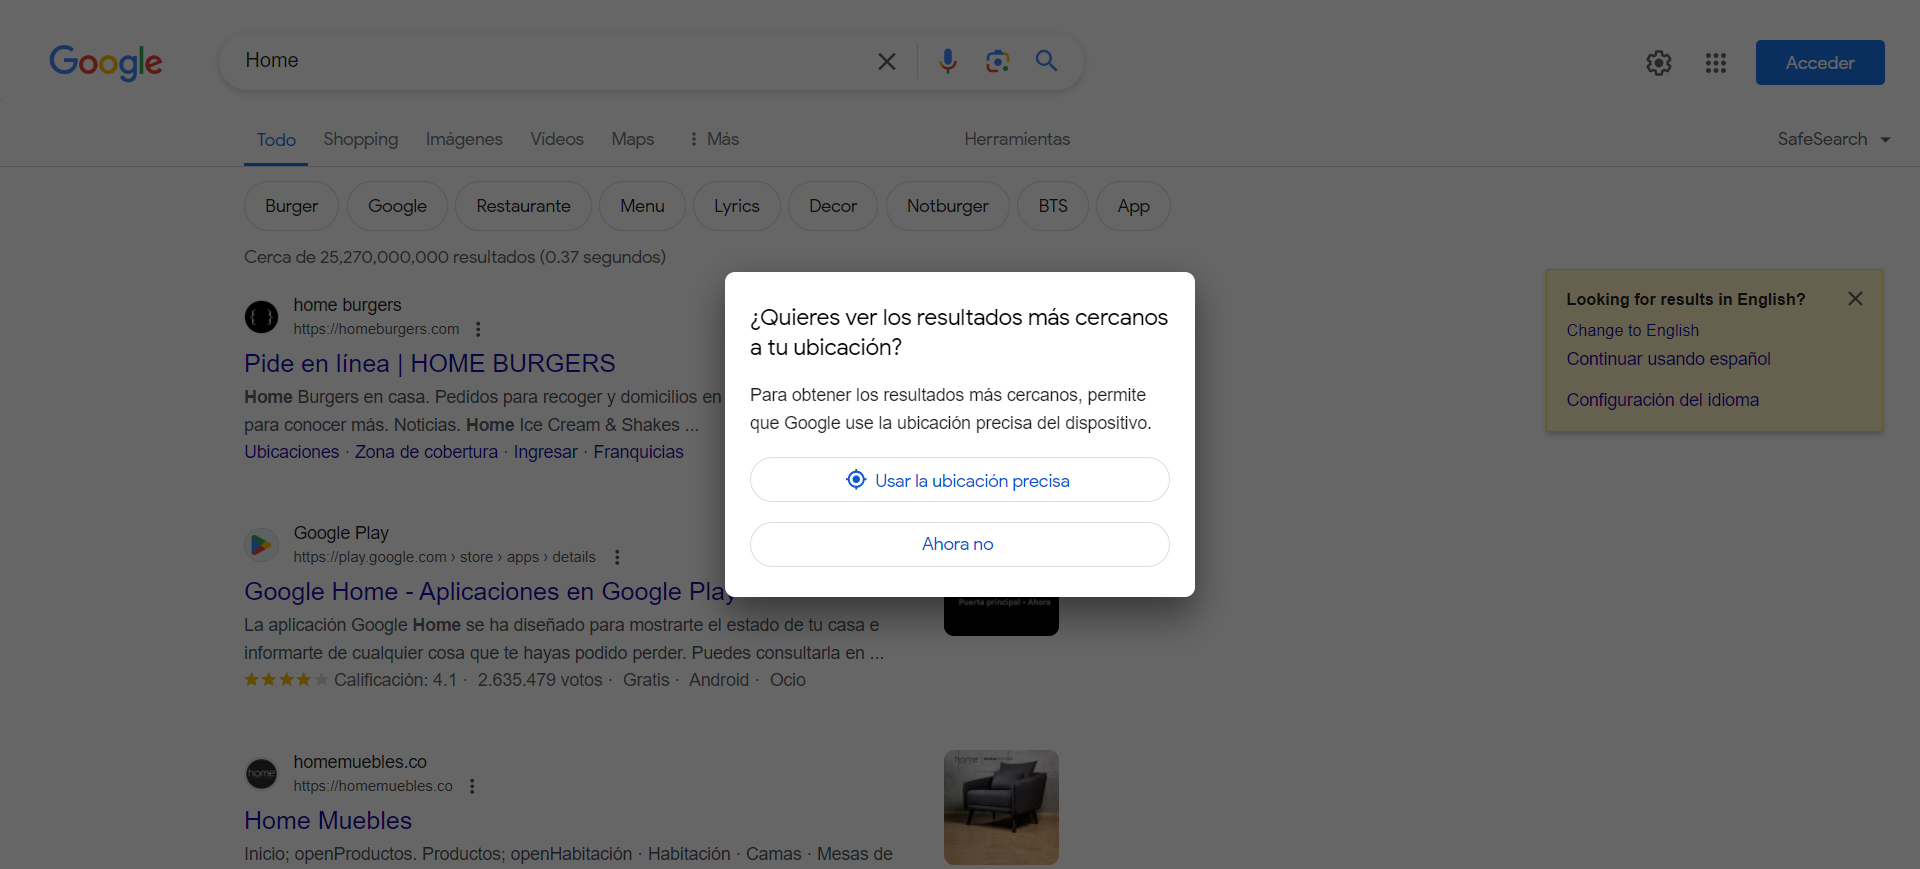 Google
Home
Acceder
Todo
Shopping
Imágenes
Videos
Maps
Más
Herramientas
SafeSearch
Burger
Google
Restaurante
Menu
Lyrics
Decor
Notburger
BTS
App
Cerca de 25,270,000,000 resultados (0.37 segundos)
home burgers
https://homeburgers.com
Pide en línea | HOME BURGERS
Home Burgers en casa. Pedidos para recoger y domicilios en
para conocer más. Noticias. Home Ice Cream & Shakes ...
Ubicaciones · Zona de cobertura · Ingresar · Franquicias
¿Quieres ver los resultados más cercanos
a tu ubicación?
Para obtener los resultados más cercanos, permite
que Google use la ubicación precisa del dispositivo.
Usar la ubicación precisa
Ahora no
Looking for results in English?
Change to English
Continuar usando español
Configuración del idioma
Google Play
https://play.google.com › store › apps › details
Google Home - Aplicaciones en Google Play
La aplicación Google Home se ha diseñado para mostrarte el estado de tu casa e
informarte de cualquier cosa que te hayas podido perder. Puedes consultarla en ...
Calificación: 4.1 · 2.635.479 votos · Gratis · Android · Ocio
Puerta principal • Ahora
home
homemuebles.co
https://homemuebles.co
Home Muebles
Inicio; openProductos. Productos; openHabitación · Habitación · Camas · Mesas de
home